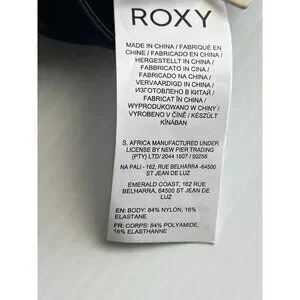 ROXY
MADE IN CHINA / FABRIQUÉ EN
CHINE / FABRICADO EN CHINA /
HERGESTELLT IN CHINA /
FABBRICATO IN CINA /
FABRICADO NA CHINA /
VERVAARDIGD IN CHINA /
ИЗГОТОВЛЕНО В КИТАЙ /
FABRICAT ÎN CHINA /
WYPRODUKOWANO W CHINY /
VYROBENO V ČÍNĚ / KÉSZÜLT
KÍNÁBAN
S. AFRICA MANUFACTURED UNDER
LICENSE BY NEW PIER TRADING
(PTY) LTD/ 2044 1607 / 50256
NA PALI - 162, RUE BELHARRA -64500
ST JEAN DE LUZ
EMERALD COAST, 162 RUE
BELHARRA, 64500 ST JEAN DE
LUZ
EN: BODY: 84% NYLON, 16%
ELASTANE
FR: CORPS: 84% POLYAMIDE,
16% ELASTHANNE